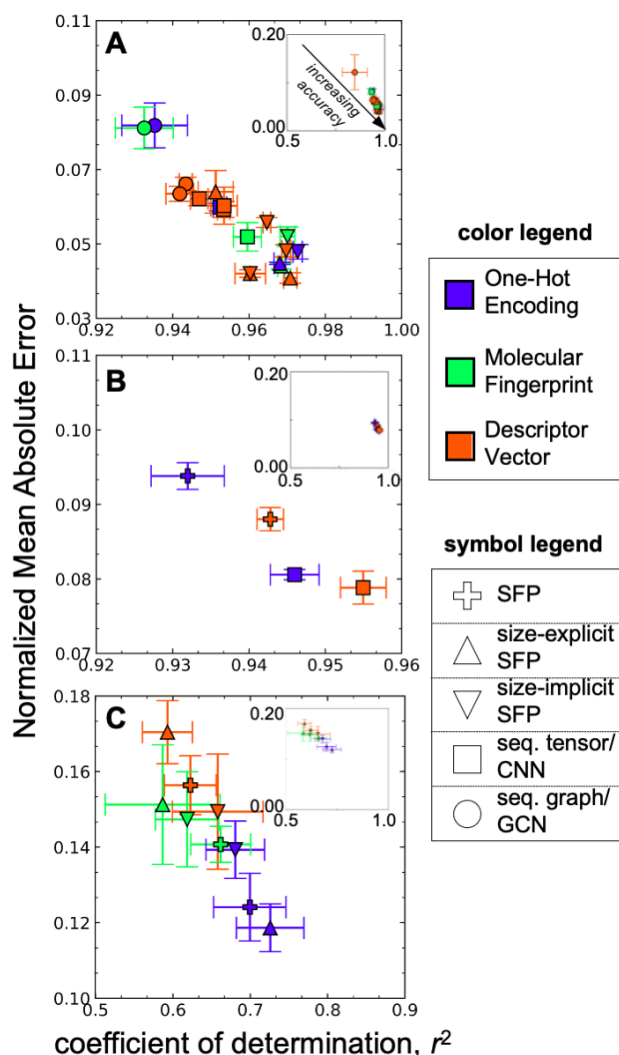 Normalized Mean Absolute Error
A
0.11
0.09
0.07
0.05
0.03
0.92
0.94
0.96
0.98
1.00
0.20
0.00
0.5
1.0
increasing
accuracy
B
0.11
0.10
0.09
0.08
0.07
0.92
0.93
0.94
0.95
0.96
0.20
0.00
0.5
1.0
C
0.18
0.16
0.14
0.12
0.10
0.5
0.6
0.7
0.8
0.9
0.20
0.00
0.5
1.0
coefficient of determination, r²
color legend
One-Hot
Encoding
Molecular
Fingerprint
Descriptor
Vector
symbol legend
SFP
size-explicit
SFP
size-implicit
SFP
seq. tensor/
CNN
seq. graph/
GCN